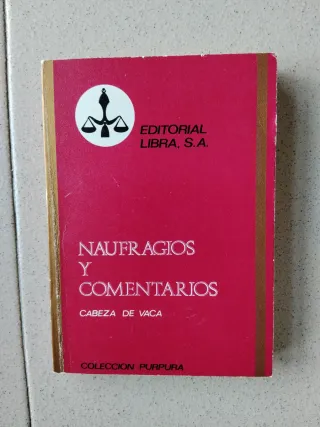 EDITORIAL
LIBRA, S.A.
NAUFRAGIOS
Y
COMENTARIOS
CABEZA DE VACA
COLECCION PURPURA